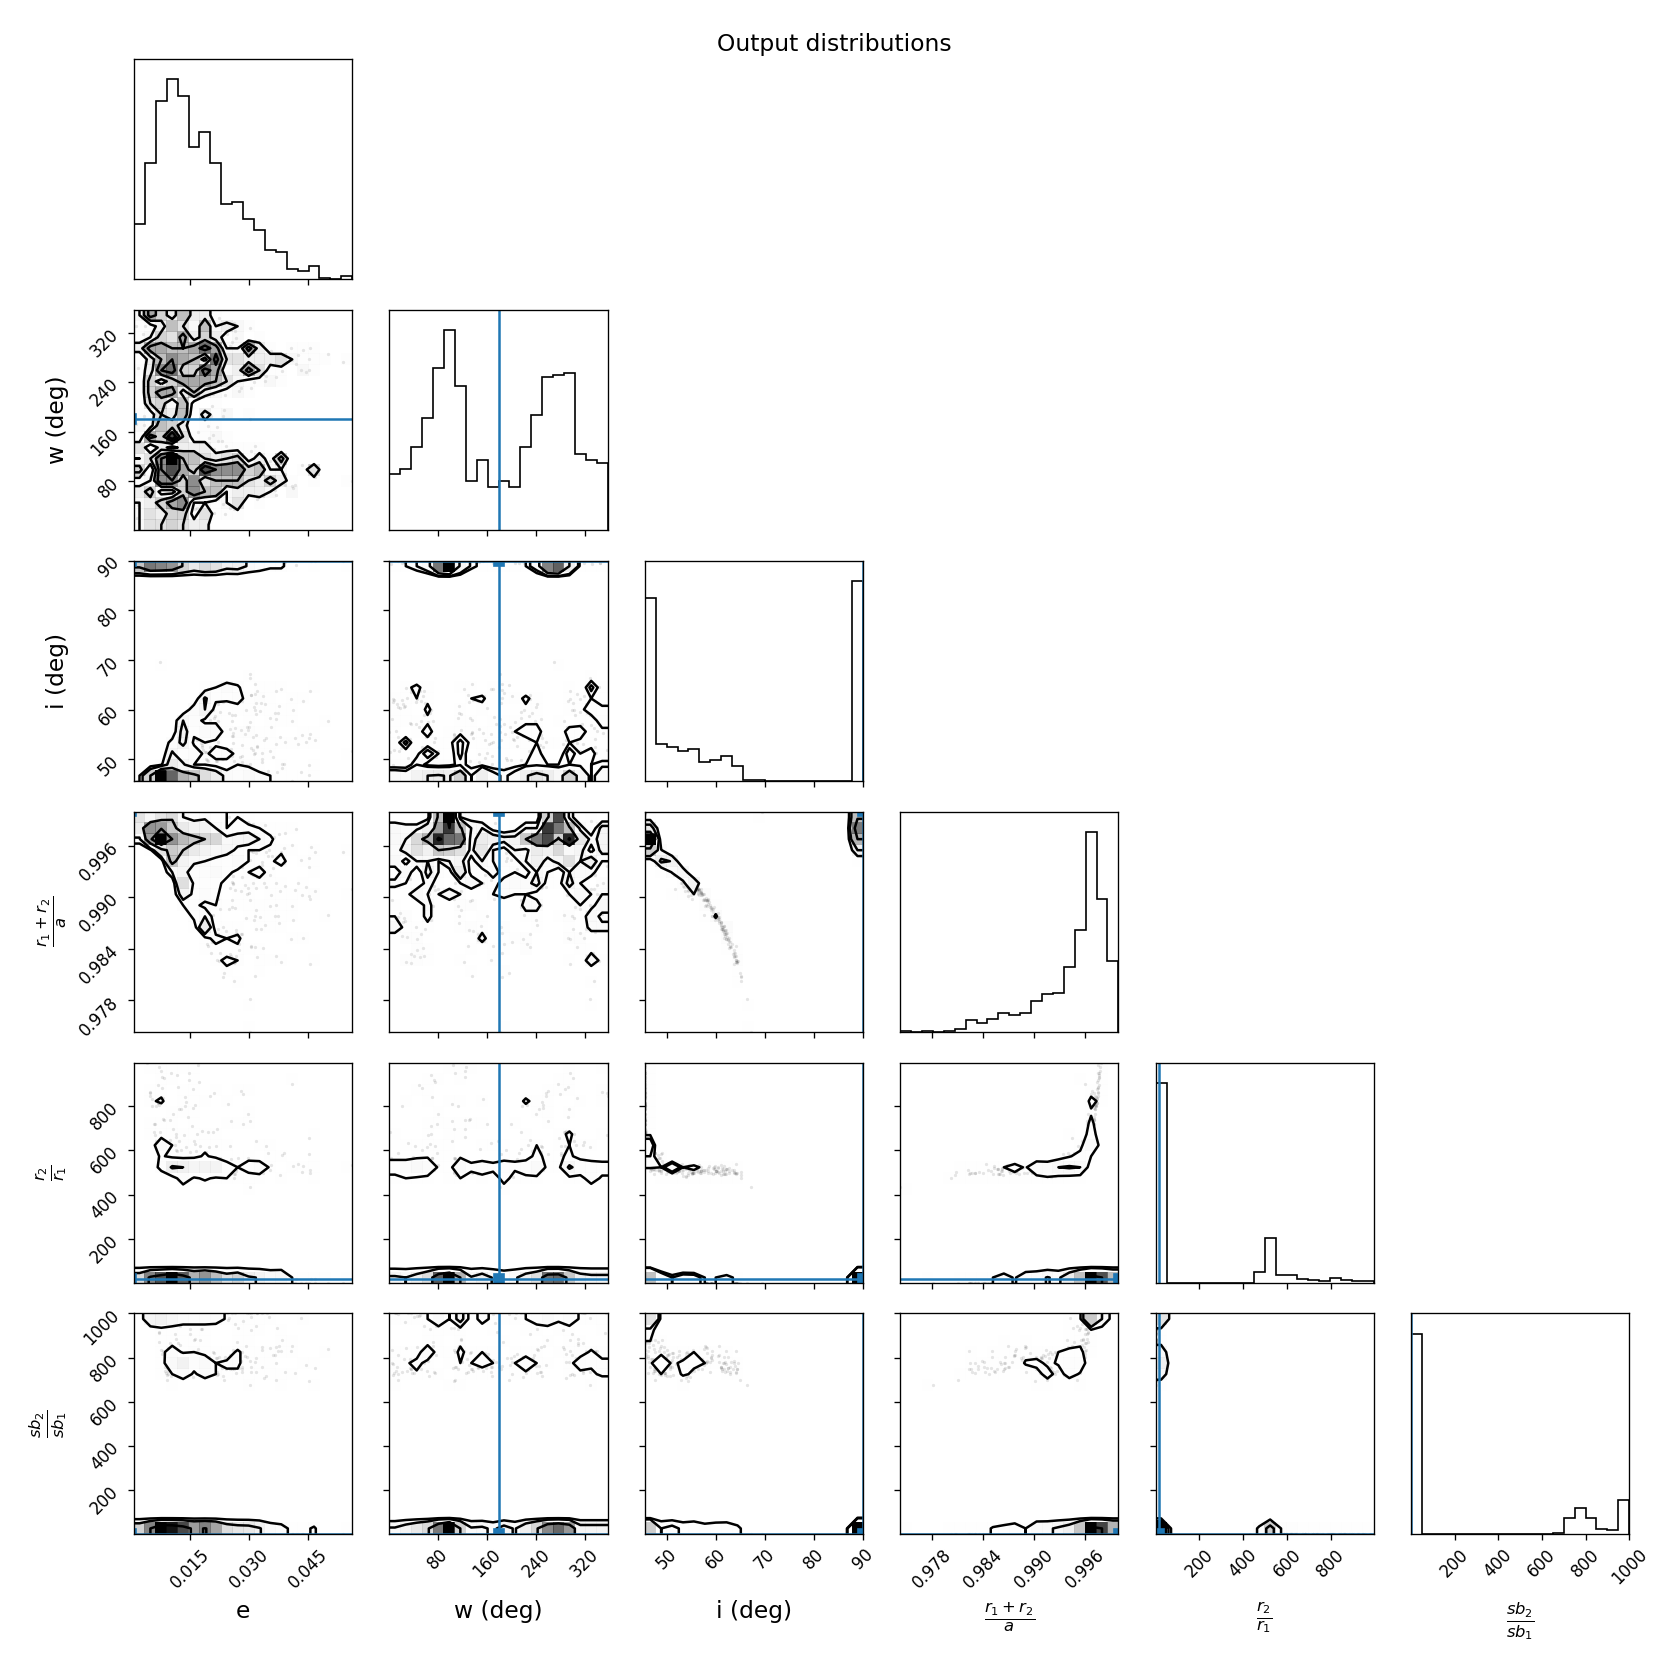 Output distributions
w (deg)
320
240
160
80
i (deg)
90
80
70
60
50
r₁ + r₂
a
0.996
0.990
0.984
0.978
r₂
r₁
800
600
400
200
sb₂
sb₁
1000
800
600
400
200
0.015 0.030 0.045 80 160 240 320 50 60 70 80 90 0.978 0.984 0.990 0.996 200 400 600 800 200 400 600 800 1000
e w (deg) i (deg)
r₁ + r₂ r₂ sb₂
a r₁ sb₁